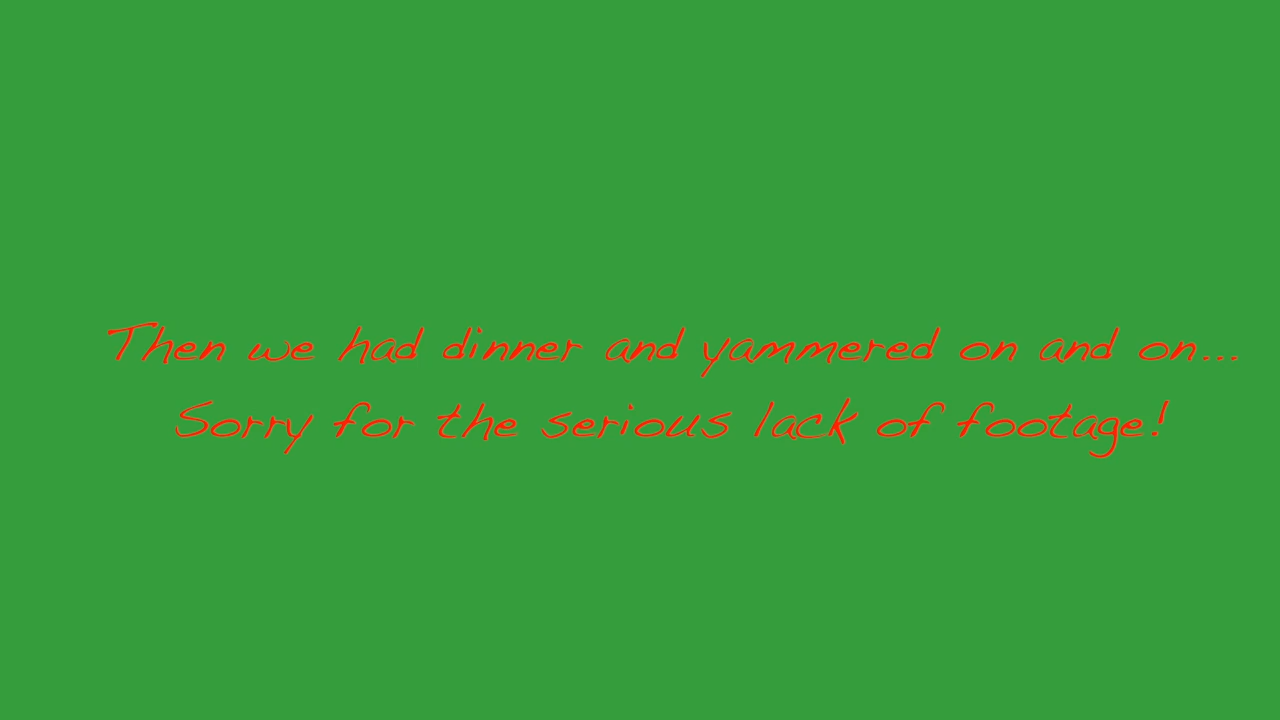 Then we had dinner and yammered on and on...
Sorry for the serious lack of footage!